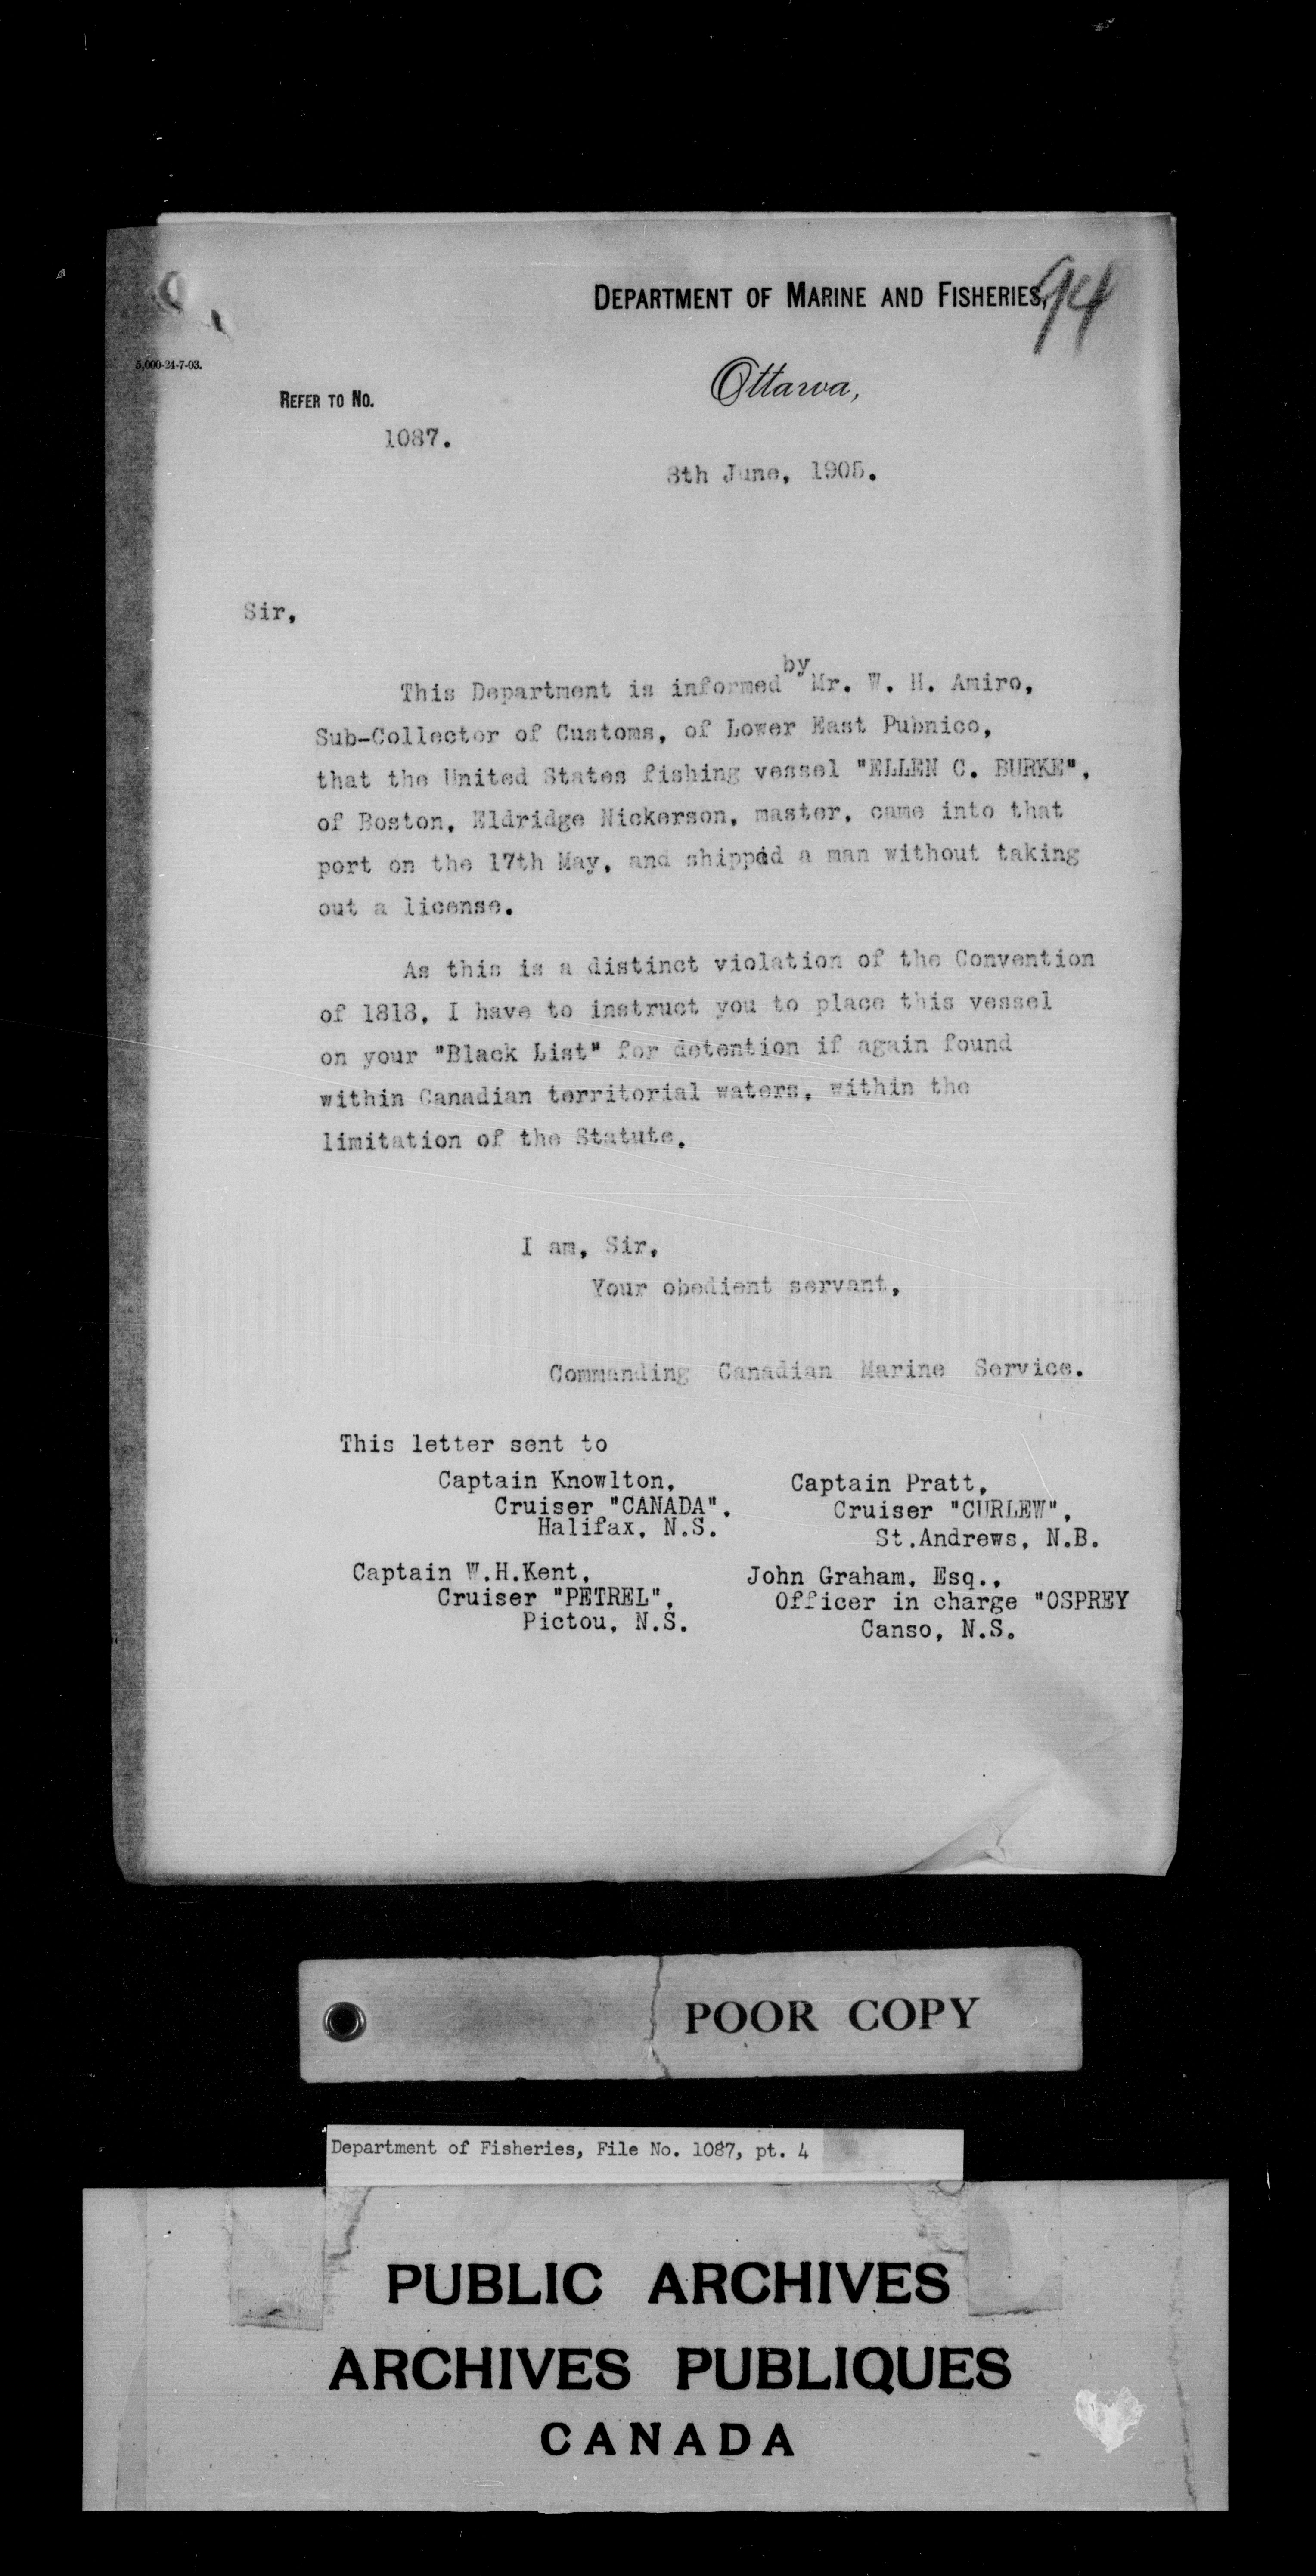 DEPARTMENT OF MARINE AND FISHERIES,
94
5,000-24-7-03.
Ottawa,
REFER TO NO.
1087.
8th June, 1905.
Sir,
by
This Department is informed Mr. W. H. Amiro,
Sub-Collector of Customs, of Lower East Pubnico,
that the United States fishing vessel "ELLEN C. BURKE",
of Boston, Eldridge Nickerson, master, came into that
port on the 17th May, and shipped a man without taking
out a license.
As this is a distinct violation of the Convention
of 1818, I have to instruct you to place this vessel
on your "Black List" for detention if again found
within Canadian territorial waters, within the
limitation of the Statute.
I am, Sir,
Your obedient servant,
Commanding Canadian Marine Service.
This letter sent to
Captain Knowlton,
Cruiser "CANADA",
Halifax, N.S.
Captain Pratt,
Cruiser "CURLEW",
St.Andrews, N.B.
Captain W.H.Kent,
Cruiser "PETREL",
Pictou, N.S.
John Graham, Esq.,
Officer in charge "OSPREY
Canso, N.S.
POOR COPY
Department of Fisheries, File No. 1087, pt. 4
PUBLIC ARCHIVES
ARCHIVES PUBLIQUES
CANADA